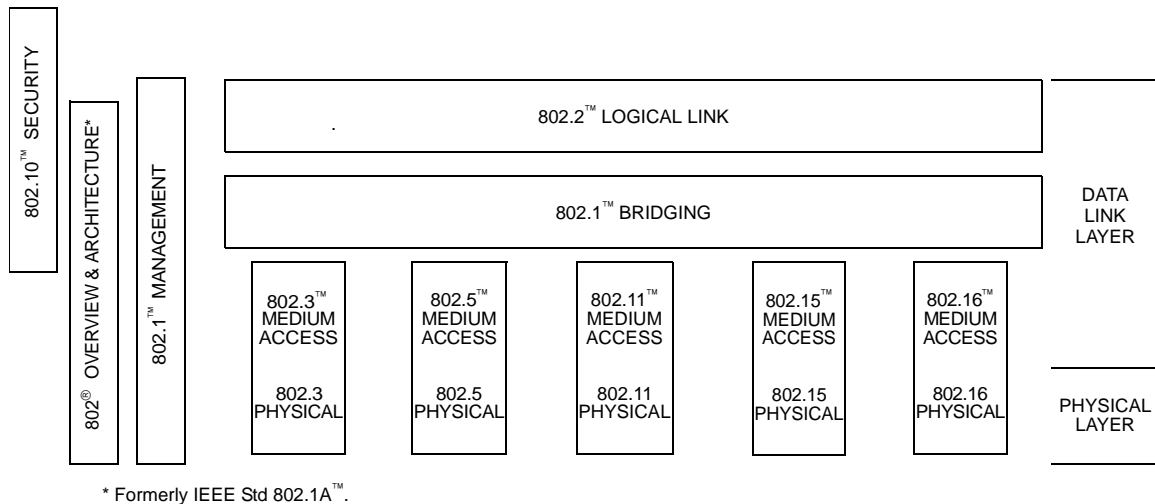 802.10™ SECURITY
802® OVERVIEW & ARCHITECTURE*
802.1™ MANAGEMENT
802.2™ LOGICAL LINK
802.1™ BRIDGING
DATA
LINK
LAYER
802.3™
MEDIUM
ACCESS
802.3
PHYSICAL
802.5™
MEDIUM
ACCESS
802.5
PHYSICAL
802.11™
MEDIUM
ACCESS
802.11
PHYSICAL
802.15™
MEDIUM
ACCESS
802.15
PHYSICAL
802.16™
MEDIUM
ACCESS
802.16
PHYSICAL
PHYSICAL
LAYER
* Formerly IEEE Std 802.1A™.